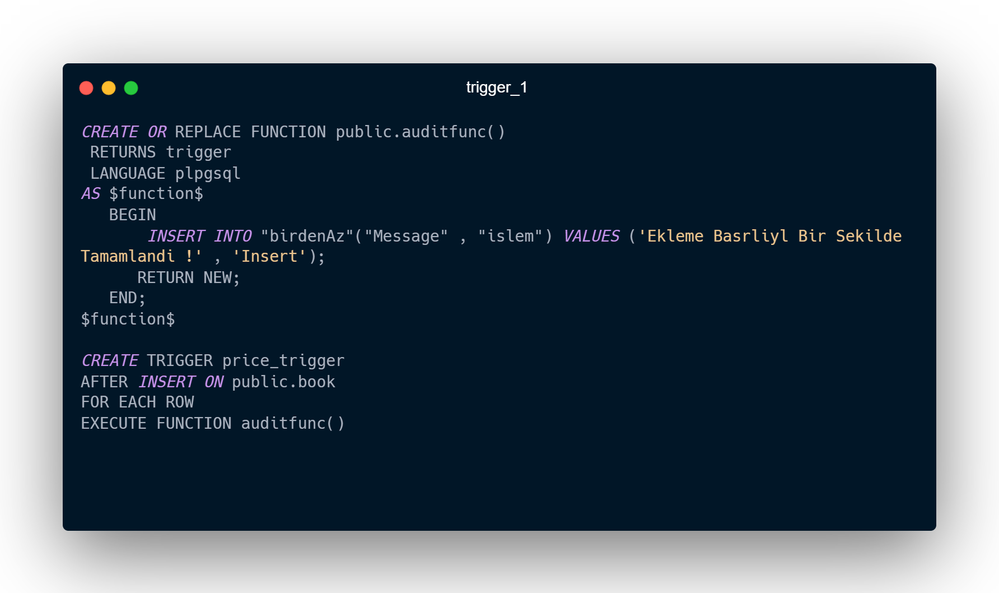 trigger_1
CREATE OR REPLACE FUNCTION public.auditfunc()
 RETURNS trigger
 LANGUAGE plpgsql
AS $function$
   BEGIN
       INSERT INTO "birdenAz"("Message" , "islem") VALUES ('Ekleme Basrliyl Bir Sekilde
Tamamlandi !' , 'Insert');
      RETURN NEW;
   END;
$function$

CREATE TRIGGER price_trigger
AFTER INSERT ON public.book
FOR EACH ROW
EXECUTE FUNCTION auditfunc()